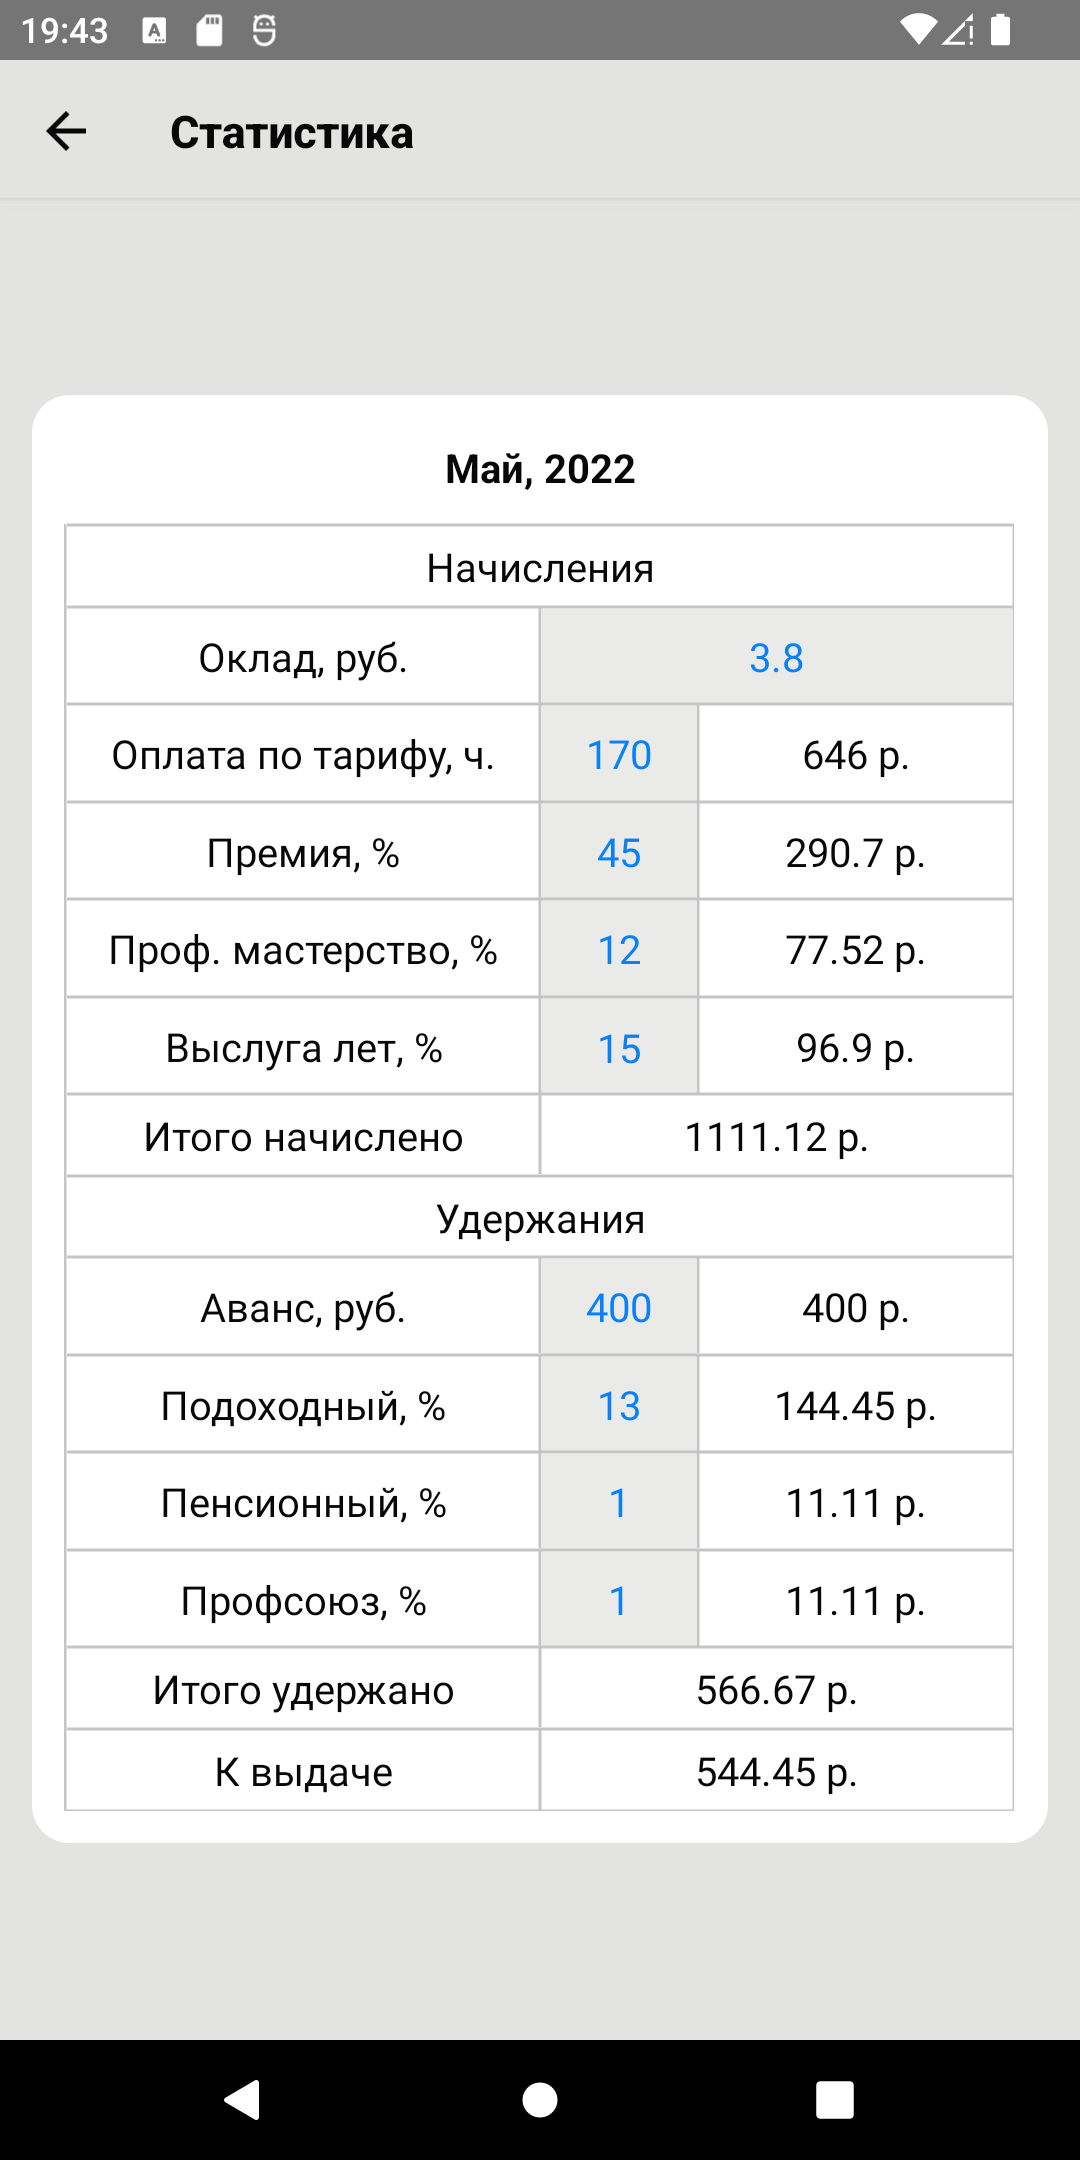 19:43
Статистика
Май, 2022
Начисления
Оклад, руб. 3.8
Оплата по тарифу, ч. 170 646 р.
Премия, % 45 290.7 р.
Проф. мастерство, % 12 77.52 р.
Выслуга лет, % 15 96.9 р.
Итого начислено 1111.12 р.
Удержания
Аванс, руб. 400 400 р.
Подоходный, % 13 144.45 р.
Пенсионный, % 1 11.11 р.
Профсоюз, % 1 11.11 р.
Итого удержано 566.67 р.
К выдаче 544.45 р.